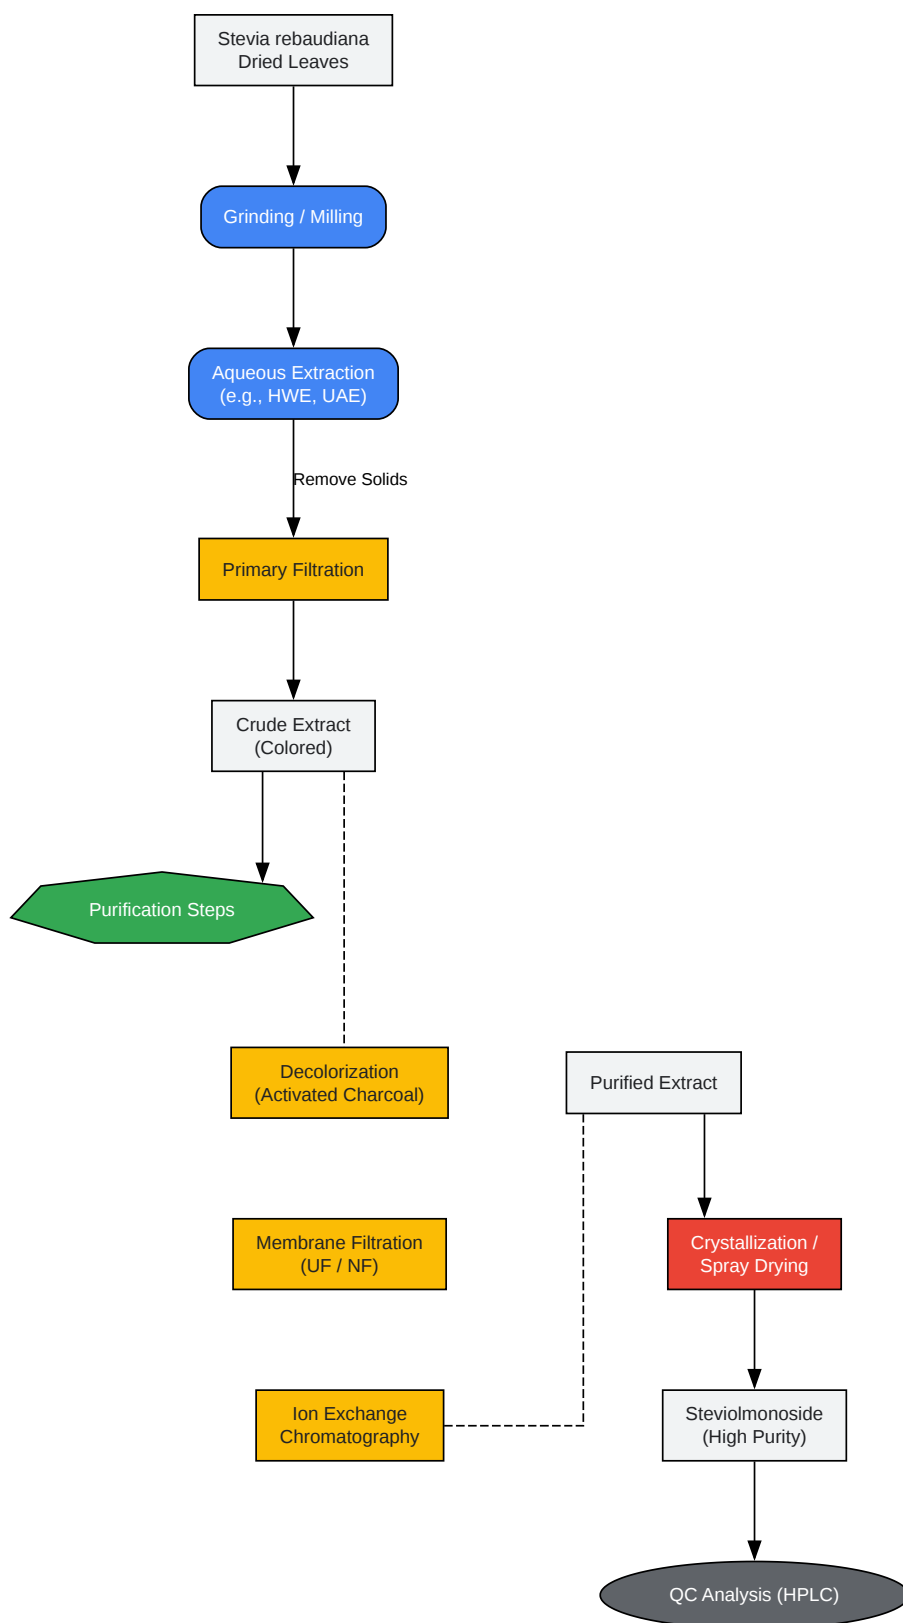 Stevia rebaudiana
Dried Leaves
Grinding / Milling
Aqueous Extraction
(e.g., HWE, UAE)
Remove Solids
Primary Filtration
Crude Extract
(Colored)
Purification Steps
Decolorization
(Activated Charcoal)
Purified Extract
Membrane Filtration
(UF / NF)
Crystallization /
Spray Drying
Ion Exchange
Chromatography
Steviolmonoside
(High Purity)
QC Analysis (HPLC)